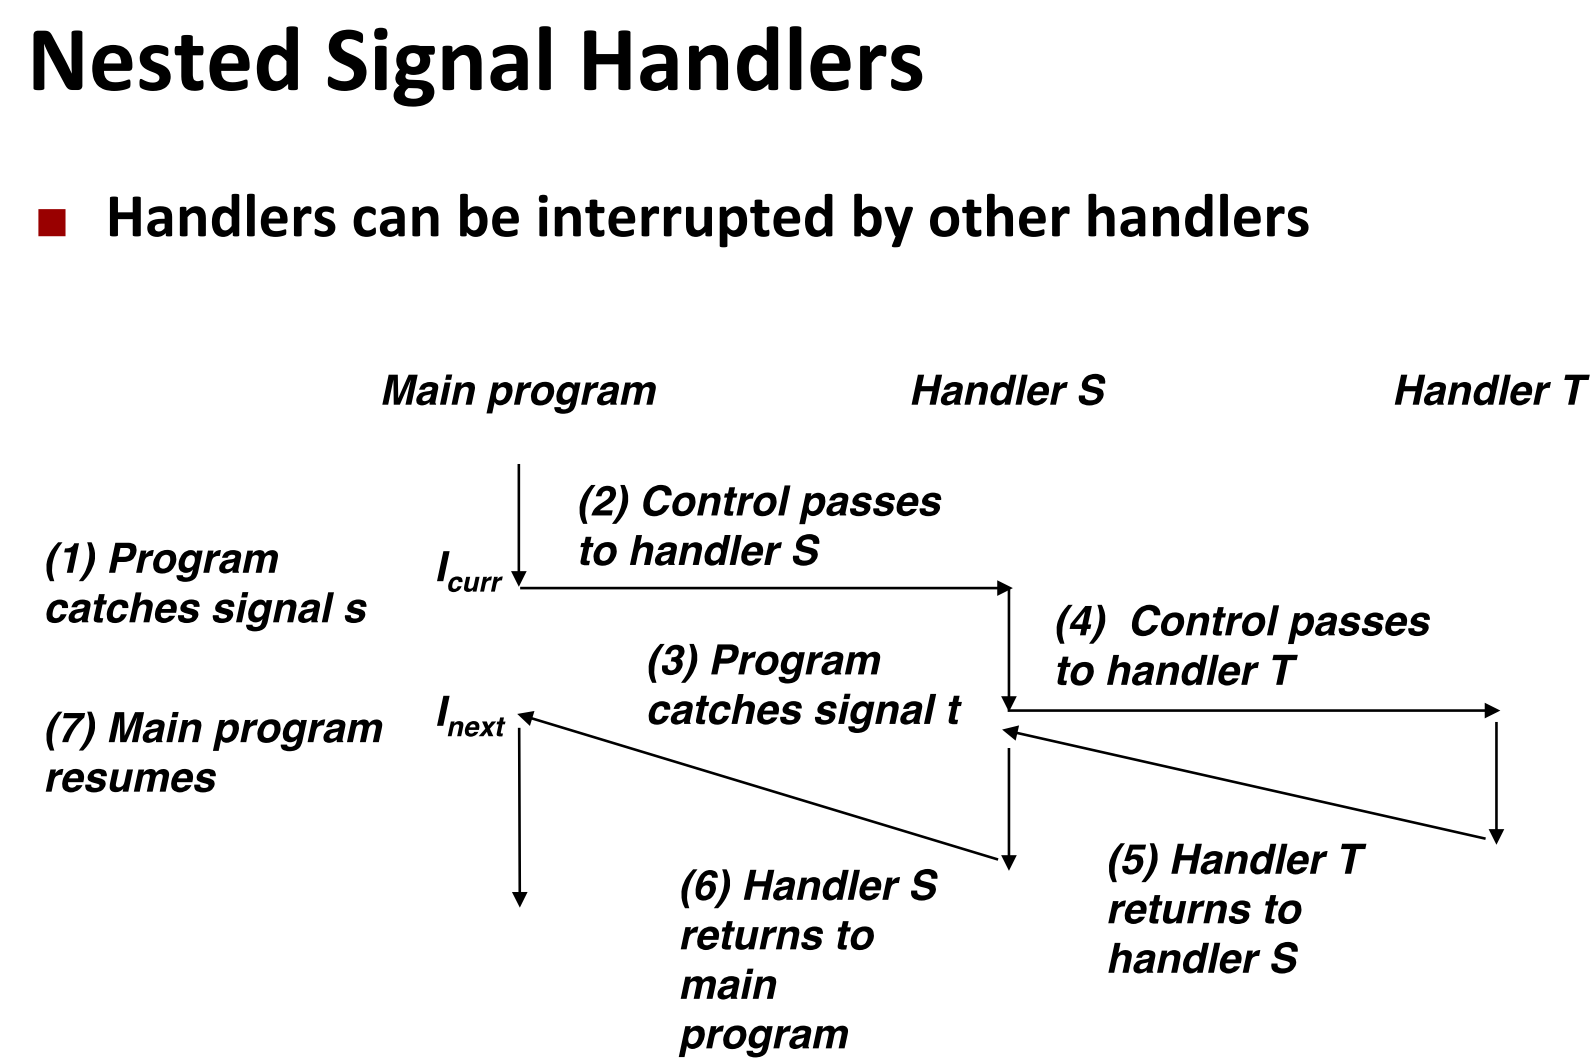 Nested Signal Handlers
Handlers can be interrupted by other handlers
Main program
Handler S
Handler T
(1) Program
catches signal s
I curr
(2) Control passes
to handler S
(3) Program
catches signal t
(4) Control passes
to handler T
(7) Main program
resumes
I next
(6) Handler S
returns to
main
program
(5) Handler T
returns to
handler S